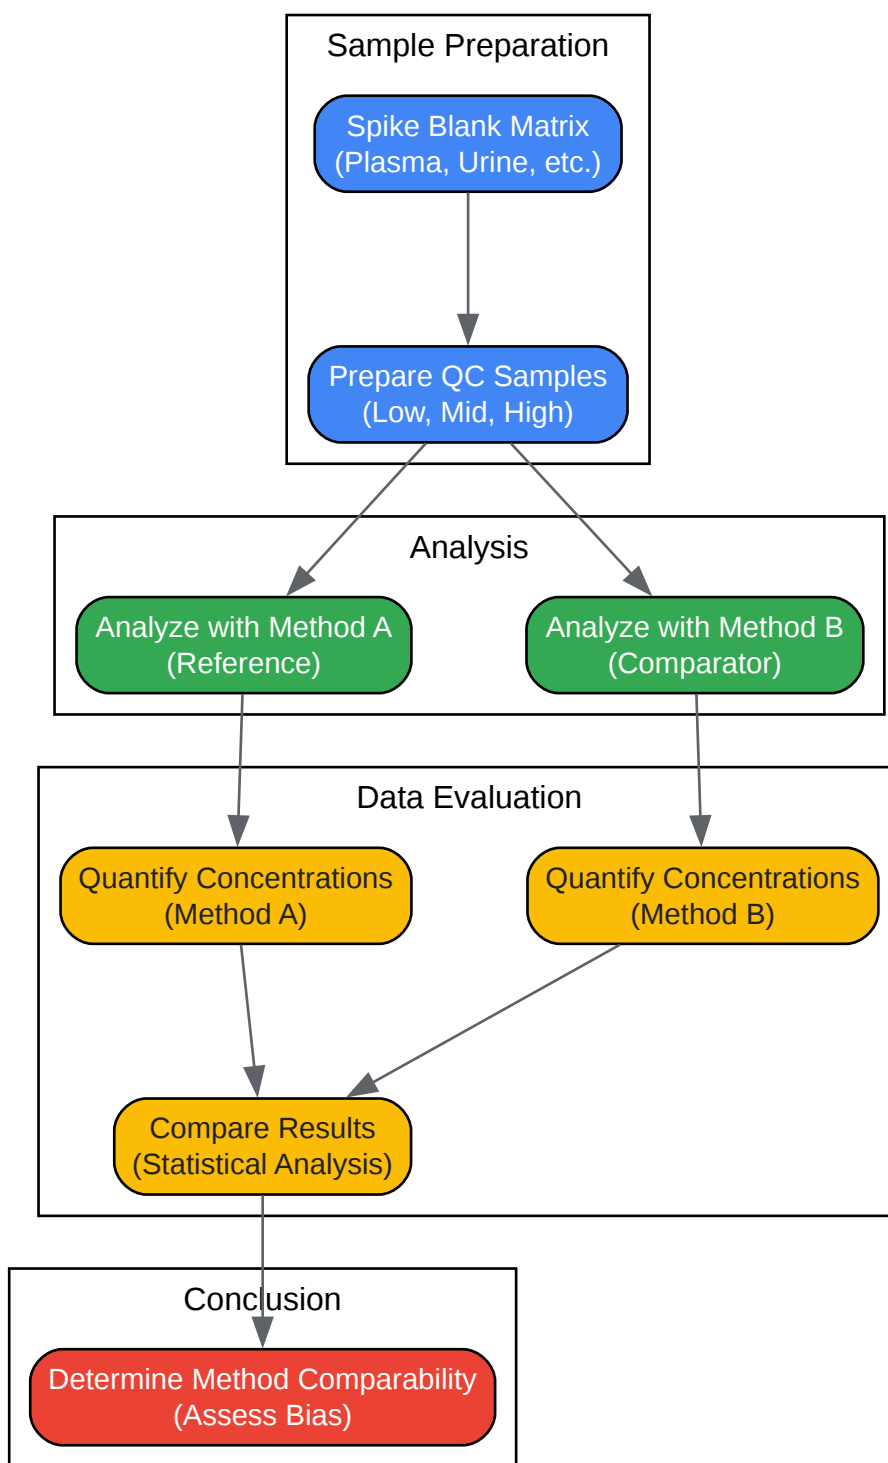 Sample Preparation
Spike Blank Matrix
(Plasma, Urine, etc.)
Prepare QC Samples
(Low, Mid, High)
Analysis
Analyze with Method A
(Reference)
Analyze with Method B
(Comparator)
Data Evaluation
Quantify Concentrations
(Method A)
Quantify Concentrations
(Method B)
Compare Results
(Statistical Analysis)
Conclusion
Determine Method Comparability
(Assess Bias)